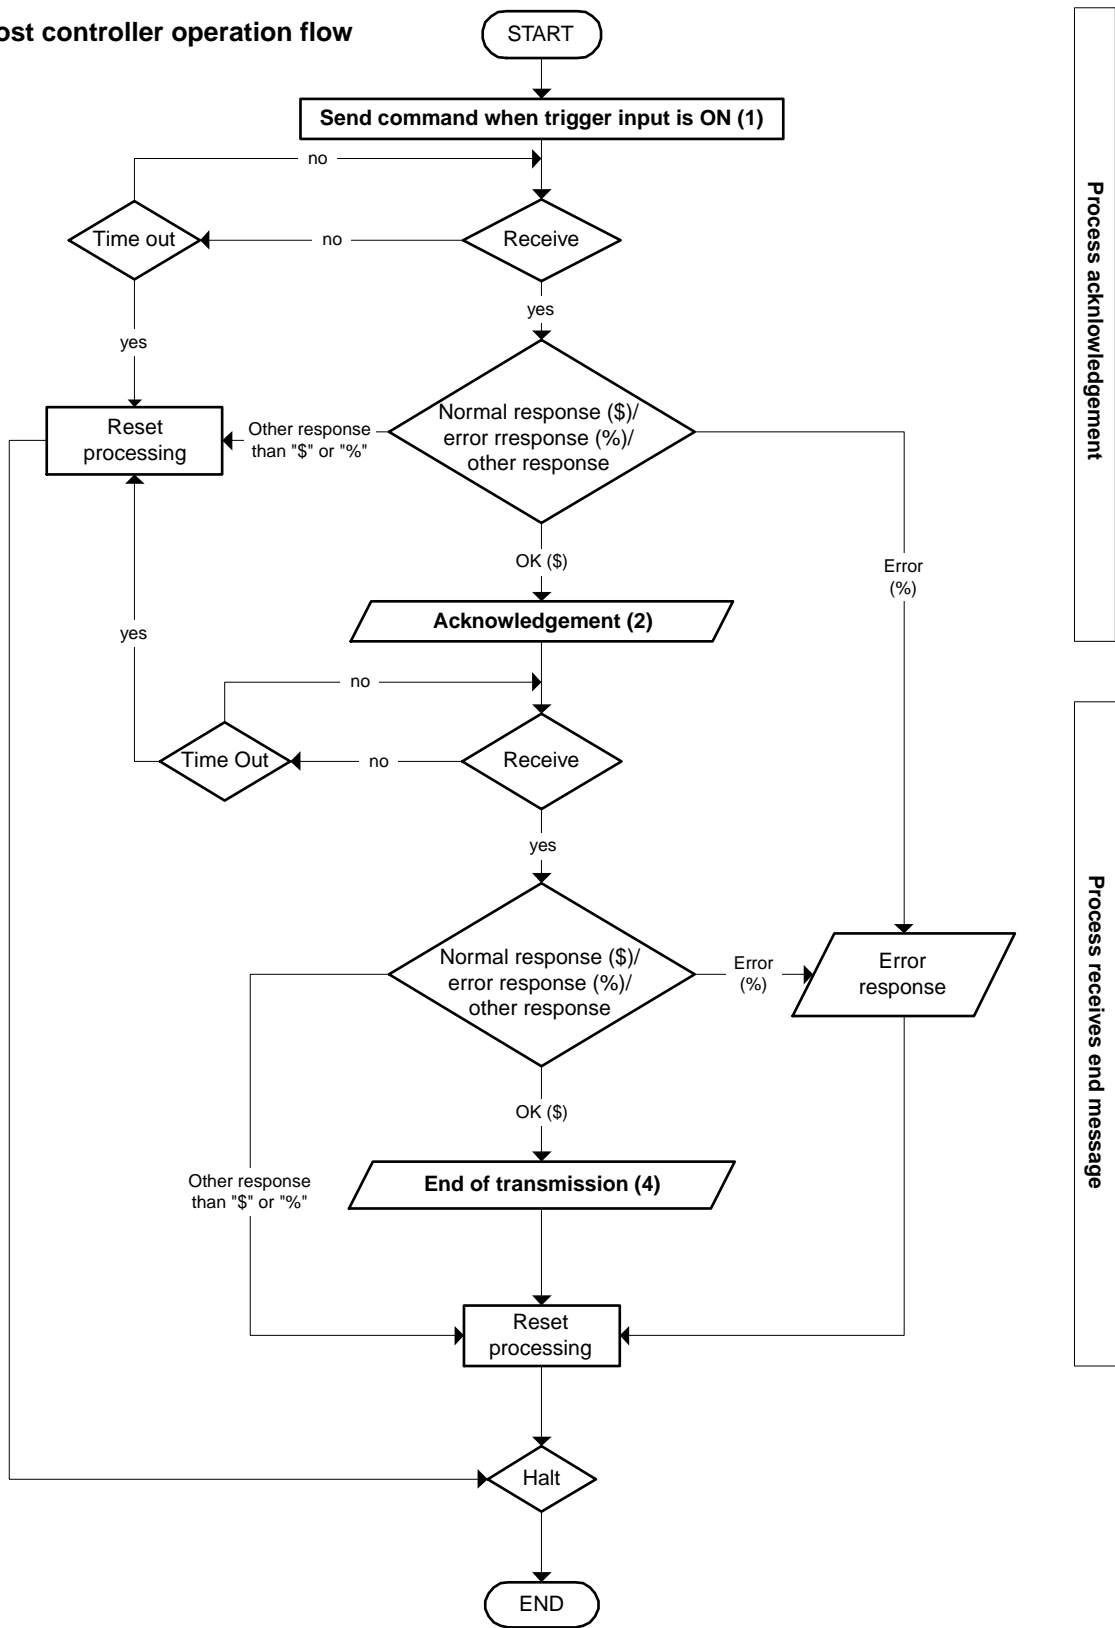 ost controller operation flow
START
Send command when trigger input is ON (1)
no
Time out
no
Receive
yes
yes
Reset
processing
Other response
than "$" or "%"
Normal response ($)/
error rresponse (%)/
other response
OK ($)
Error
(%)
Acknowledgement (2)
yes
no
Time Out
no
Receive
yes
Normal response ($)/
error response (%)/
other response
Error
(%)
Error
response
OK ($)
Other response
than "$" or "%"
End of transmission (4)
Reset
processing
Halt
END
Process acknlowledgement
Process receives end message